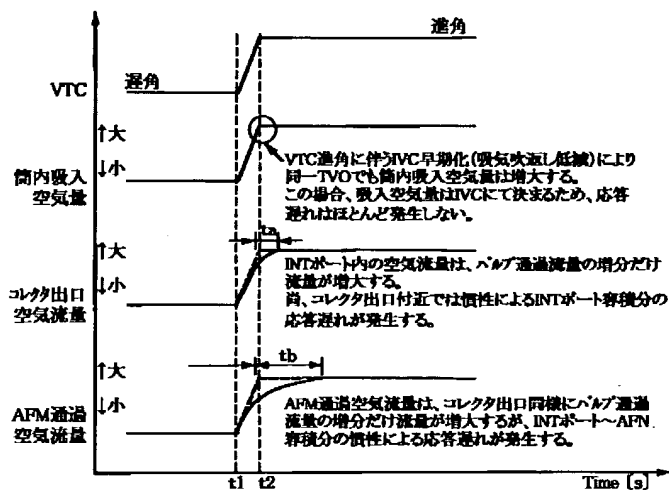 進角
VTC
遅角
↑大
↓小
筒内吸入
空気量
VTC進角に伴うIVC早期化(吸気吹返し低減)により
同一TVOでも筒内吸入空気量は増大する。
この場合、吸入空気量はIVCにて決まるため、応答
遅れはほとんど発生しない。
ta
↑大
↓小
コレクタ出口
空気流量
INTポート内の空気流量は、バルブ通過流量の増分だけ
流量が増大する。
尚、コレクタ出口付近では慣性によるINTポート容積分の
応答遅れが発生する。
tb
↑大
↓小
AFM通過
空気流量
AFM通過空気流量は、コレクタ出口同様にバルブ通過
流量の増分だけ流量が増大するが、INTポート～AFN
容積分の慣性による応答遅れが発生する。
t1 t2
Time [s]